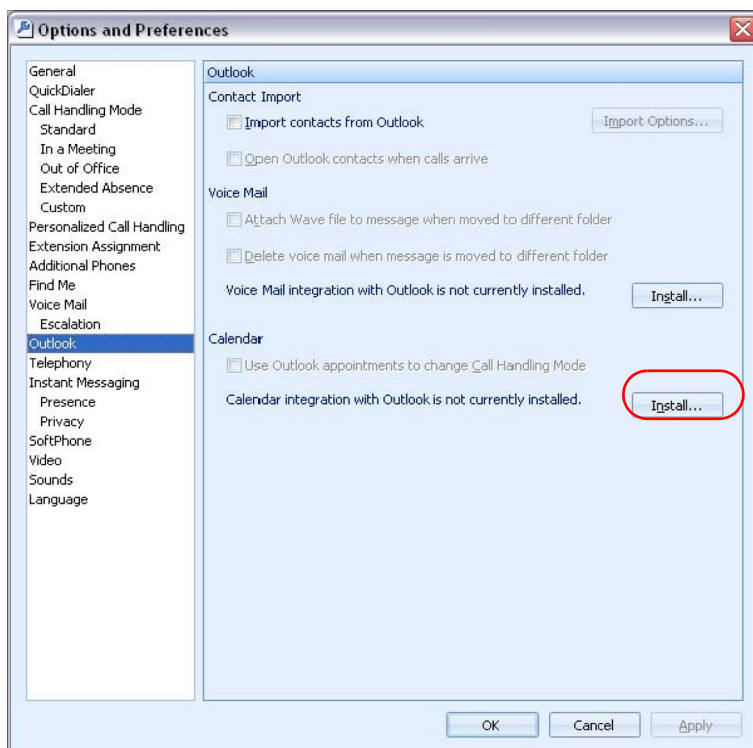 Options and Preferences
General
QuickDialer
Call Handling Mode
Standard
In a Meeting
Out of Office
Extended Absence
Custom
Personalized Call Handling
Extension Assignment
Additional Phones
Find Me
Voice Mail
Escalation
Outlook
Telephony
Instant Messaging
Presence
Privacy
SoftPhone
Video
Sounds
Language
Outlook
Contact Import
Import contacts from Outlook
Import Options...
Open Outlook contacts when calls arrive
Voice Mail
Attach Wave file to message when moved to different folder
Delete voice mail when message is moved to different folder
Voice Mail integration with Outlook is not currently installed.
Install...
Calendar
Use Outlook appointments to change Call Handling Mode
Calendar integration with Outlook is not currently installed.
Install...
OK
Cancel
Apply